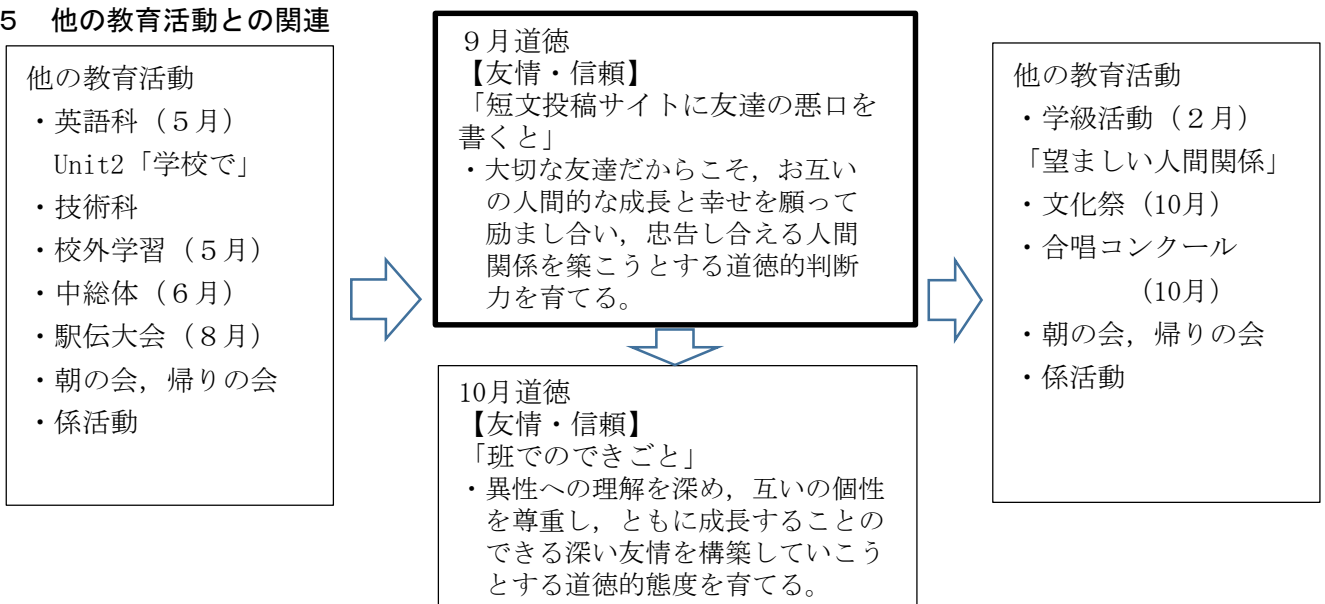 ５　他の教育活動との関連
他の教育活動
・英語科（５月）
Unit2「学校で」
・技術科
・校外学習（５月）
・中総体（６月）
・駅伝大会（８月）
・朝の会，帰りの会
・係活動
９月道徳
【友情・信頼】
「短文投稿サイトに友達の悪口を
書くと」
・大切な友達だからこそ，お互い
の人間的な成長と幸せを願って
励まし合い，忠告し合える人間
関係を築こうとする道徳的判断
力を育てる。
10月道徳
【友情・信頼】
「班でのできごと」
・異性への理解を深め，互いの個性
を尊重し，ともに成長することの
できる深い友情を構築していこう
とする道徳的態度を育てる。
他の教育活動
・学級活動（２月）
「望ましい人間関係」
・文化祭（10月）
・合唱コンクール
（10月）
・朝の会，帰りの会
・係活動